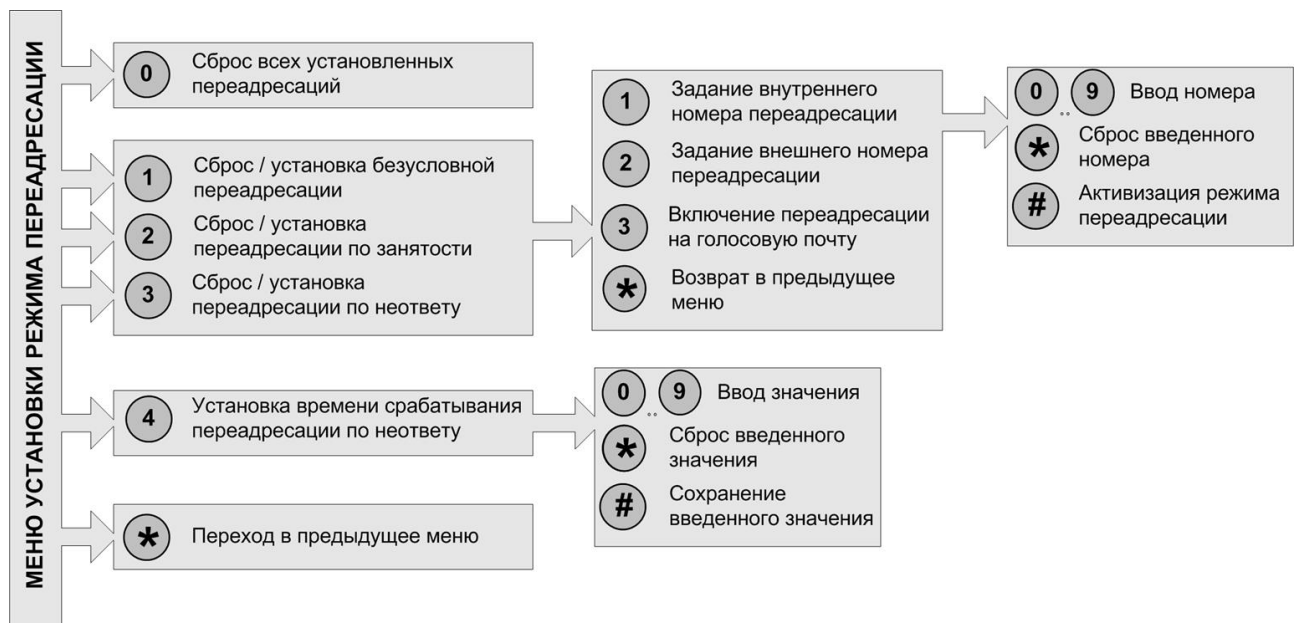 МЕНЮ УСТАНОВКИ РЕЖИМА ПЕРЕАДРЕСАЦИИ
0
Сброс всех установленных
переадресаций
1
Сброс / установка безусловной
переадресации
2
Сброс / установка
переадресации по занятости
3
Сброс / установка
переадресации по неответу
1
Задание внутреннего
номера переадресации
2
Задание внешнего номера
переадресации
3
Включение переадресации
на голосовую почту
*
Возврат в предыдущее
меню
0 .. 9 Ввод номера
*
Сброс введенного
номера
#
Активизация режима
переадресации
4
Установка времени срабатывания
переадресации по неответу
0 .. 9 Ввод значения
*
Сброс введенного
значения
#
Сохранение
введенного значения
*
Переход в предыдущее меню